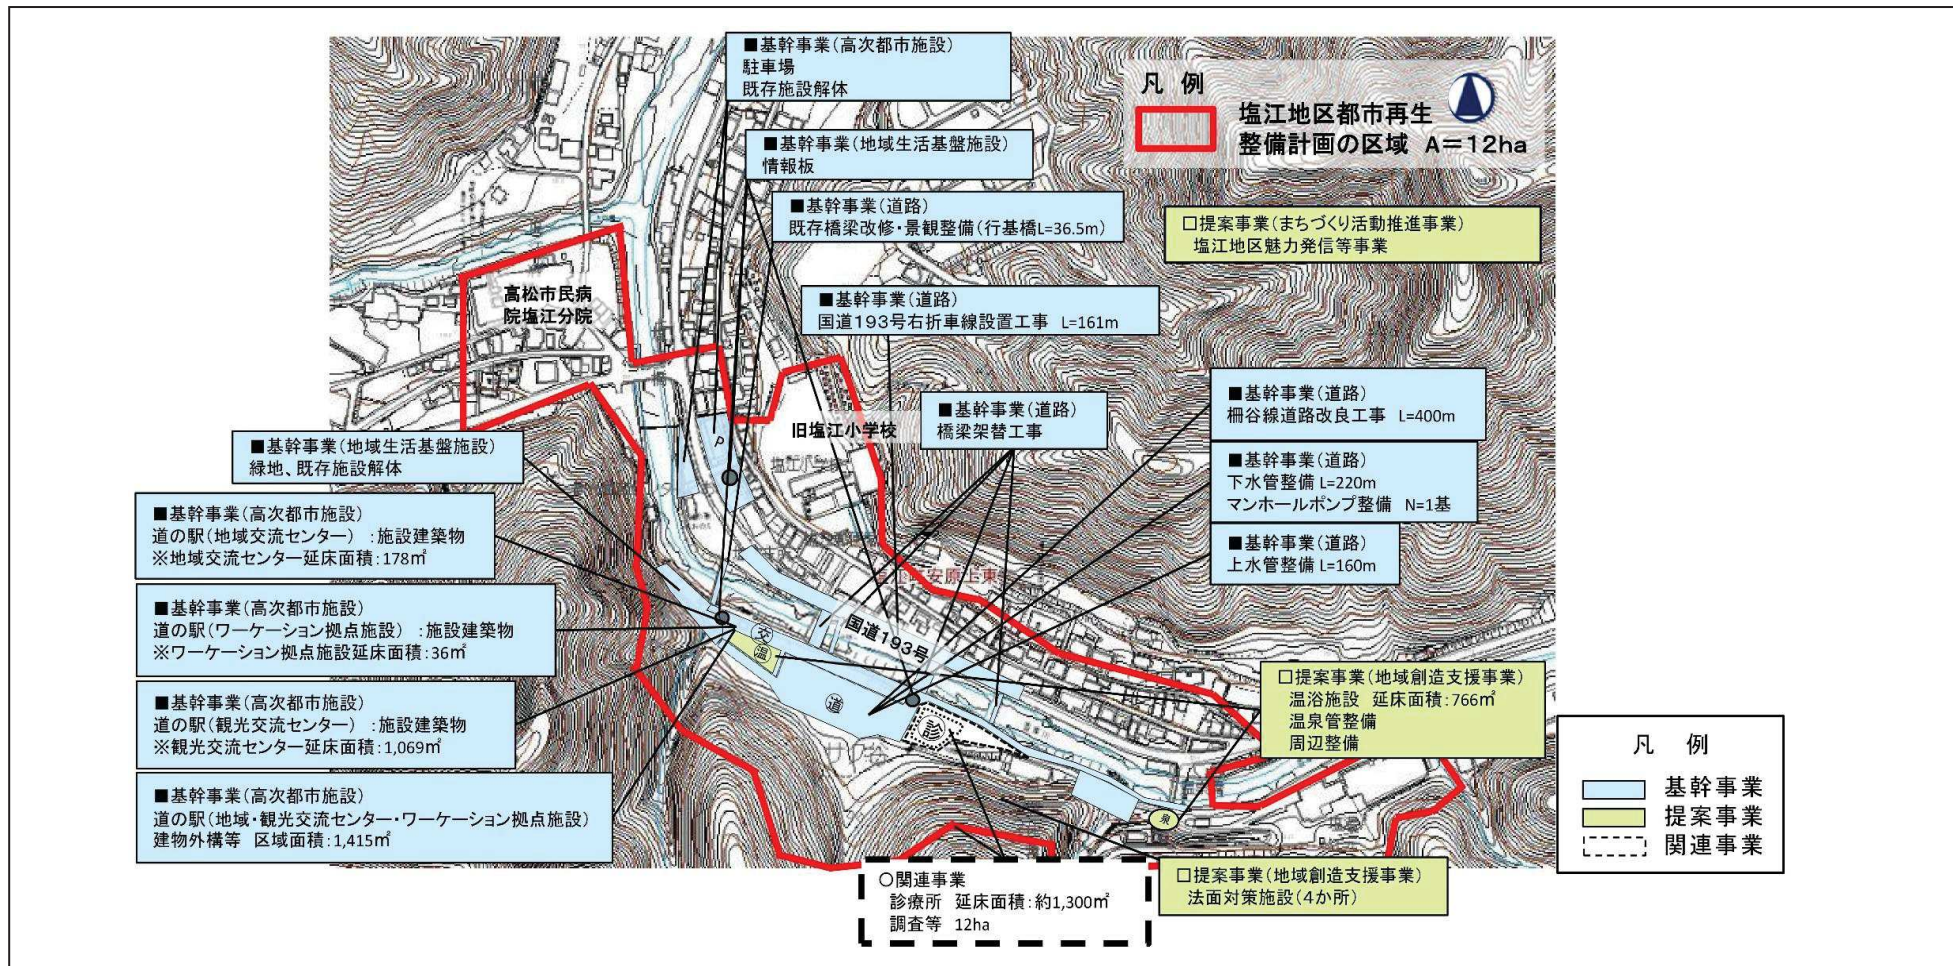 ■基幹事業(高次都市施設)
駐車場
既存施設解体
凡 例
塩江地区都市再生
整備計画の区域 A=12ha
■基幹事業(地域生活基盤施設)
情報板
■基幹事業(道路)
既存橋梁改修・景観整備(行基橋L=36.5m)
□提案事業(まちづくり活動推進事業)
塩江地区魅力発信等事業
高松市民病
院塩江分院
■基幹事業(道路)
国道193号右折車線設置工事 L=161m
■基幹事業(道路)
橋梁架替工事
■基幹事業(道路)
柵谷線道路改良工事 L=400m
P
旧塩江小学校
塩江小学校
■基幹事業(地域生活基盤施設)
緑地、既存施設解体
■基幹事業(道路)
下水管整備 L=220m
マンホールポンプ整備 N=1基
■基幹事業(高次都市施設)
道の駅(地域交流センター) :施設建築物
※地域交流センター延床面積:178㎡
■基幹事業(道路)
上水管整備 L=160m
安原上東
■基幹事業(高次都市施設)
道の駅(ワーケーション拠点施設) :施設建築物
※ワーケーション拠点施設延床面積:36㎡
交
温
国道193号
道
■基幹事業(高次都市施設)
道の駅(観光交流センター) :施設建築物
※観光交流センター延床面積:1,069㎡
□提案事業(地域創造支援事業)
温浴施設 延床面積:766㎡
温泉管整備
周辺整備
■基幹事業(高次都市施設)
道の駅(地域・観光交流センター・ワーケーション拠点施設)
建物外構等 区域面積:1,415㎡
泉
凡 例
基幹事業
提案事業
関連事業
○関連事業
診療所 延床面積:約1,300㎡
調査等 12ha
□提案事業(地域創造支援事業)
法面対策施設(4か所)